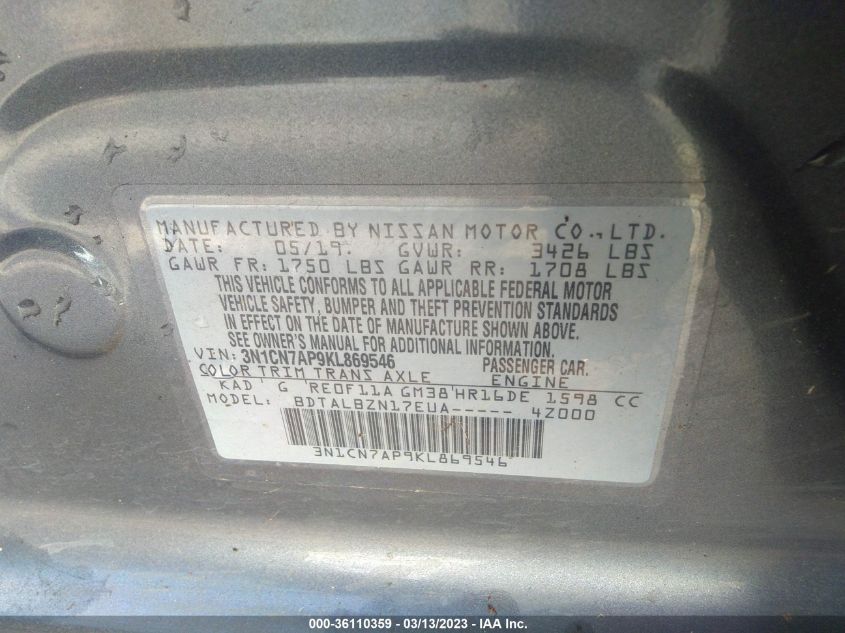 MANUFACTURED BY NISSAN MOTOR CO., LTD.
DATE: 05/19. GVWR: 3426 LBS
GAWR FR: 1750 LBS GAWR RR: 1708 LBS
THIS VEHICLE CONFORMS TO ALL APPLICABLE FEDERAL MOTOR
VEHICLE SAFETY, BUMPER AND THEFT PREVENTION STANDARDS
IN EFFECT ON THE DATE OF MANUFACTURE SHOWN ABOVE.
SEE OWNER'S MANUAL FOR ADDITIONAL INFORMATION.
VIN: 3N1CN7AP9KL869546 PASSENGER CAR.
COLOR TRIM TRANS AXLE ENGINE
KAD G RE0F11A GM38 HR16DE 1598 CC
MODEL: BDTALBZN17EUA----- 4Z000
3N1CN7AP9KL869546
000-36110359 / 03/13/2023 - IAA Inc.